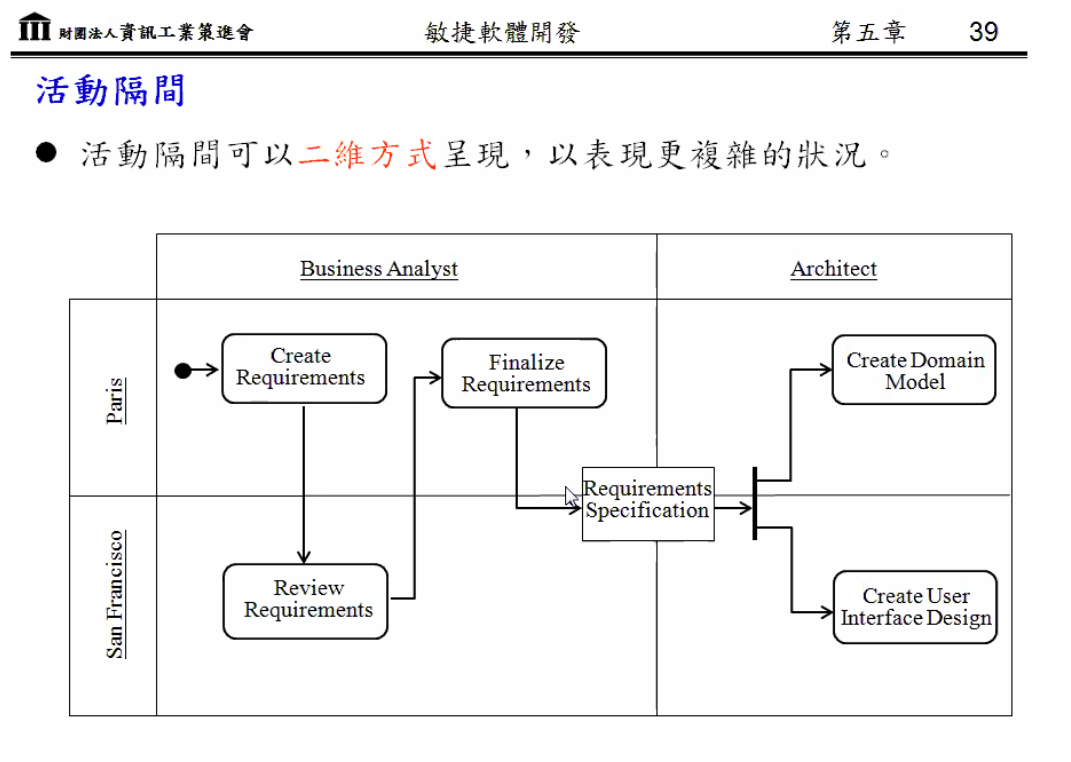 財團法人資訊工業策進會 敏捷軟體開發 第五章 39
活動隔間
● 活動隔間可以二維方式呈現，以表現更複雜的狀況。
Business Analyst
Architect
Paris
Create
Requirements
Finalize
Requirements
Create Domain
Model
Requirements
Specification
San Francisco
Review
Requirements
Create User
Interface Design